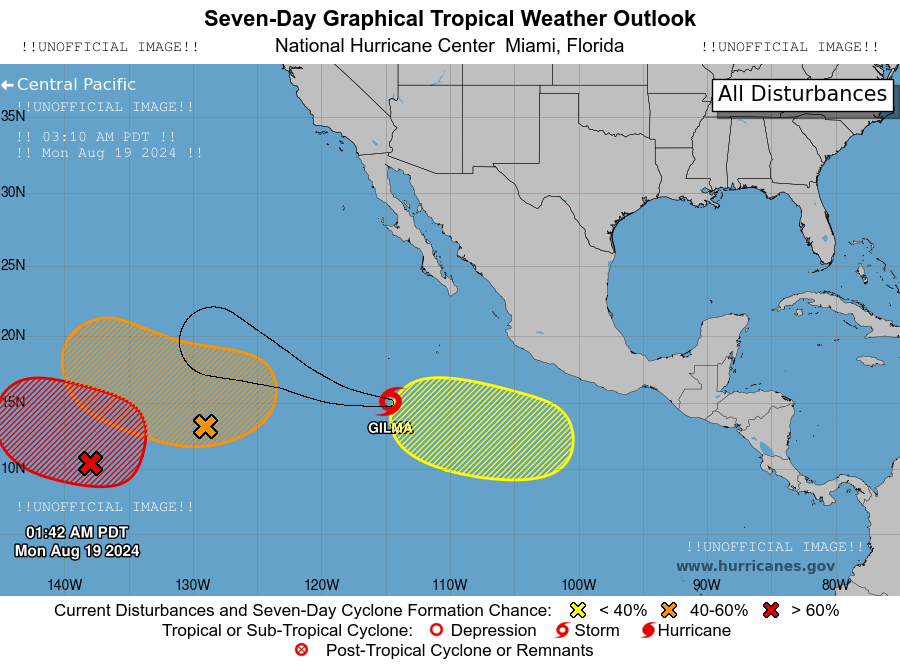 Seven-Day Graphical Tropical Weather Outlook
!!UNOFFICIAL IMAGE!! National Hurricane Center Miami, Florida !!UNOFFICIAL IMAGE!!
Central Pacific
All Disturbances
!!UNOFFICIAL IMAGE!!
35N
!! 03:10 AM PDT !!
!! Mon Aug 19 2024 !!
30N
25N
20N
15N
GILMA
10N
!!UNOFFICIAL IMAGE!!
01:42 AM PDT
Mon Aug 19 2024
!!UNOFFICIAL IMAGE!!
www.hurricanes.gov
140W 130W 120W 110W 100W 90W 80W
Current Disturbances and Seven-Day Cyclone Formation Chance: < 40% 40-60% > 60%
Tropical or Sub-Tropical Cyclone: Depression Storm Hurricane
Post-Tropical Cyclone or Remnants